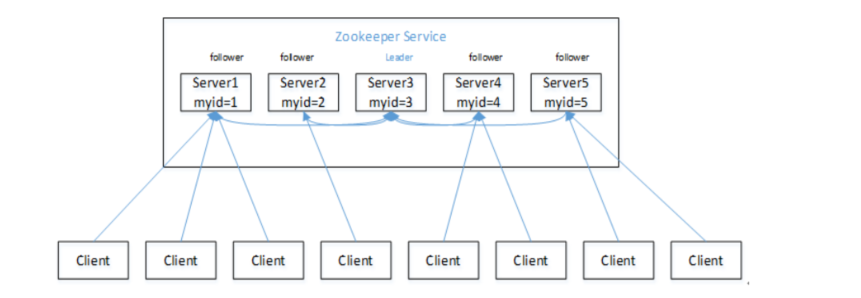 Zookeeper Service
follower follower Leader follower follower
Server1 Server2 Server3 Server4 Server5
myid=1 myid=2 myid=3 myid=4 myid=5
Client Client Client Client Client Client Client Client